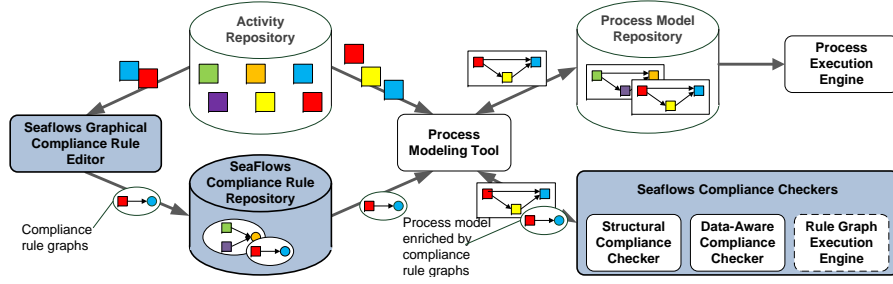 Activity
Repository
Process Model
Repository
Process
Execution
Engine
Seaflows Graphical
Compliance Rule
Editor
Process
Modeling Tool
SeaFlows
Compliance Rule
Repository
Seaflows Compliance Checkers
Compliance
rule graphs
Process model
enriched by
compliance
rule graphs
Structural
Compliance
Checker
Data-Aware
Compliance
Checker
Rule Graph
Execution
Engine